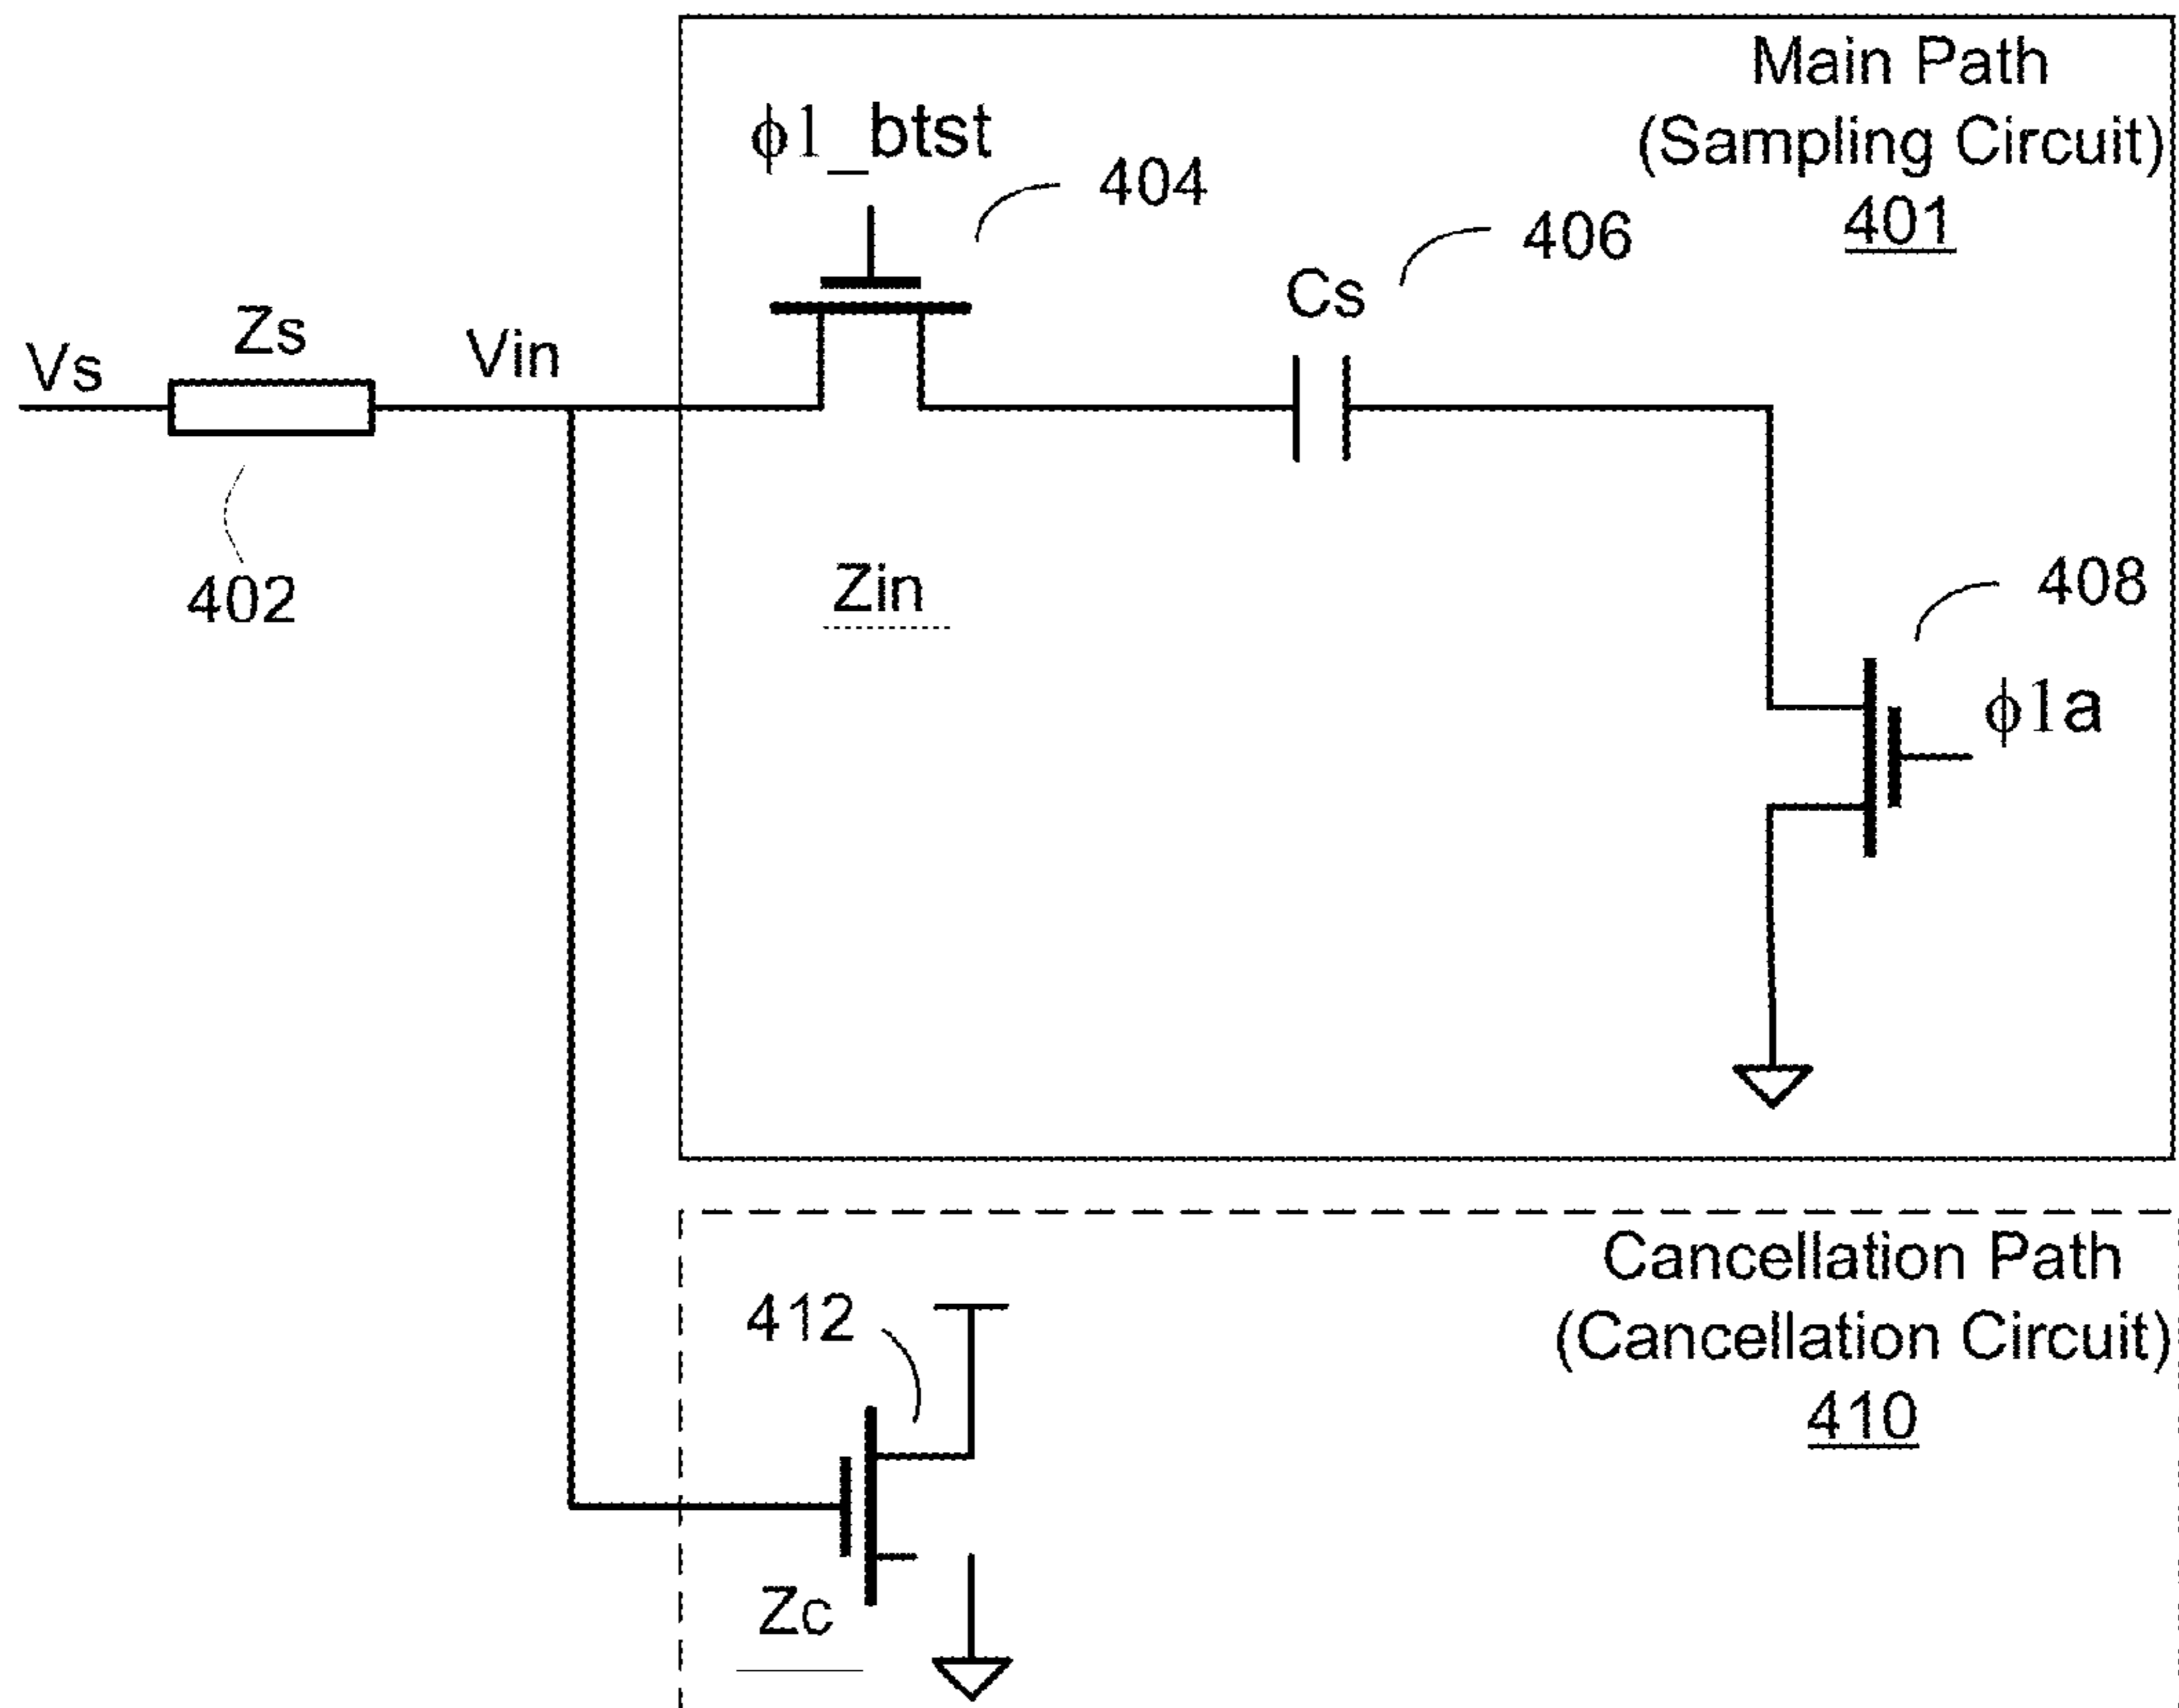 Main Path
(Sampling Circuit)
401
ϕ1_btst
404
406
Cs
Vs
Zs
Vin
402
Zin
408
ϕ1a
Cancellation Path
(Cancellation Circuit)
410
412
Zc